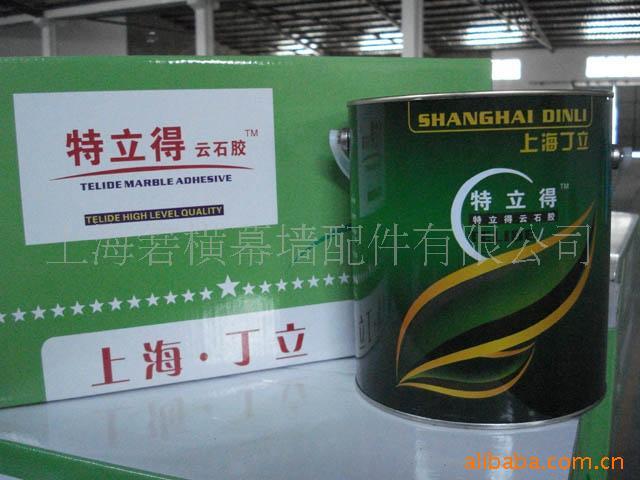 特立得 云石胶 TM
TELIDE MARBLE ADHESIVE
TELIDE HIGH LEVEL QUALITY
上海·丁立
SHANGHAI DINLI
上海丁立
特立得 TM
特立得云石胶
上海若横幕墙配件有限公司
alibaba.com.cn